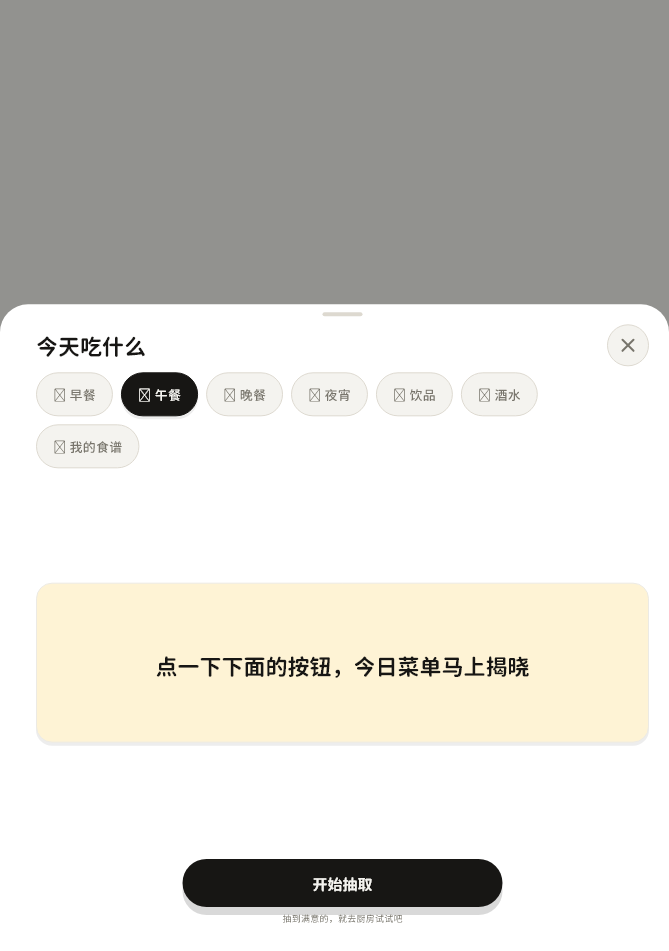 今天吃什么
早餐 午餐 晚餐 夜宵 饮品 酒水
我的食谱
点一下下面的按钮，今日菜单马上揭晓
开始抽取
抽到满意的，就去厨房试试吧